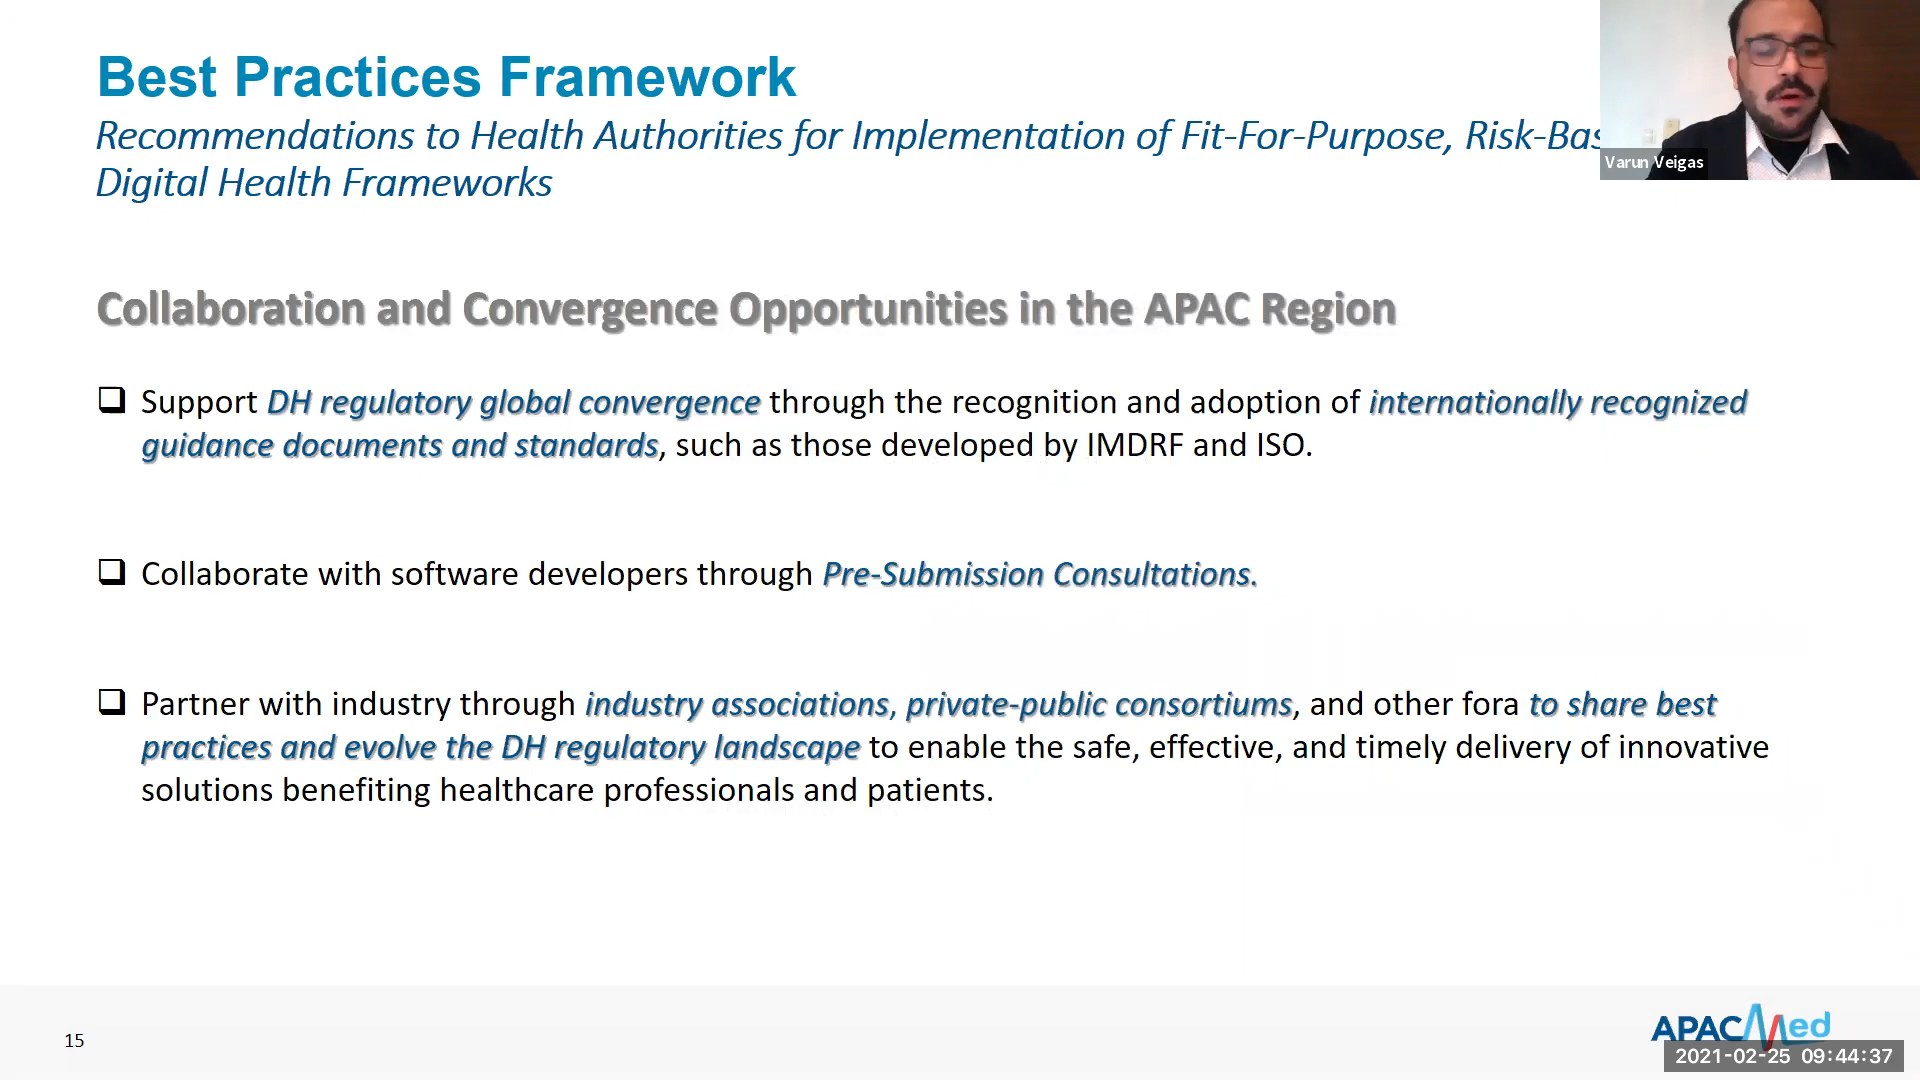 Best Practices Framework
Recommendations to Health Authorities for Implementation of Fit-For-Purpose, Risk-Bas
Digital Health Frameworks
Varun Veigas
Collaboration and Convergence Opportunities in the APAC Region
❑ Support DH regulatory global convergence through the recognition and adoption of internationally recognized
guidance documents and standards, such as those developed by IMDRF and ISO.
❑ Collaborate with software developers through Pre-Submission Consultations.
❑ Partner with industry through industry associations, private-public consortiums, and other fora to share best
practices and evolve the DH regulatory landscape to enable the safe, effective, and timely delivery of innovative
solutions benefiting healthcare professionals and patients.
15
APACMed
2021-02-25 09:44:37